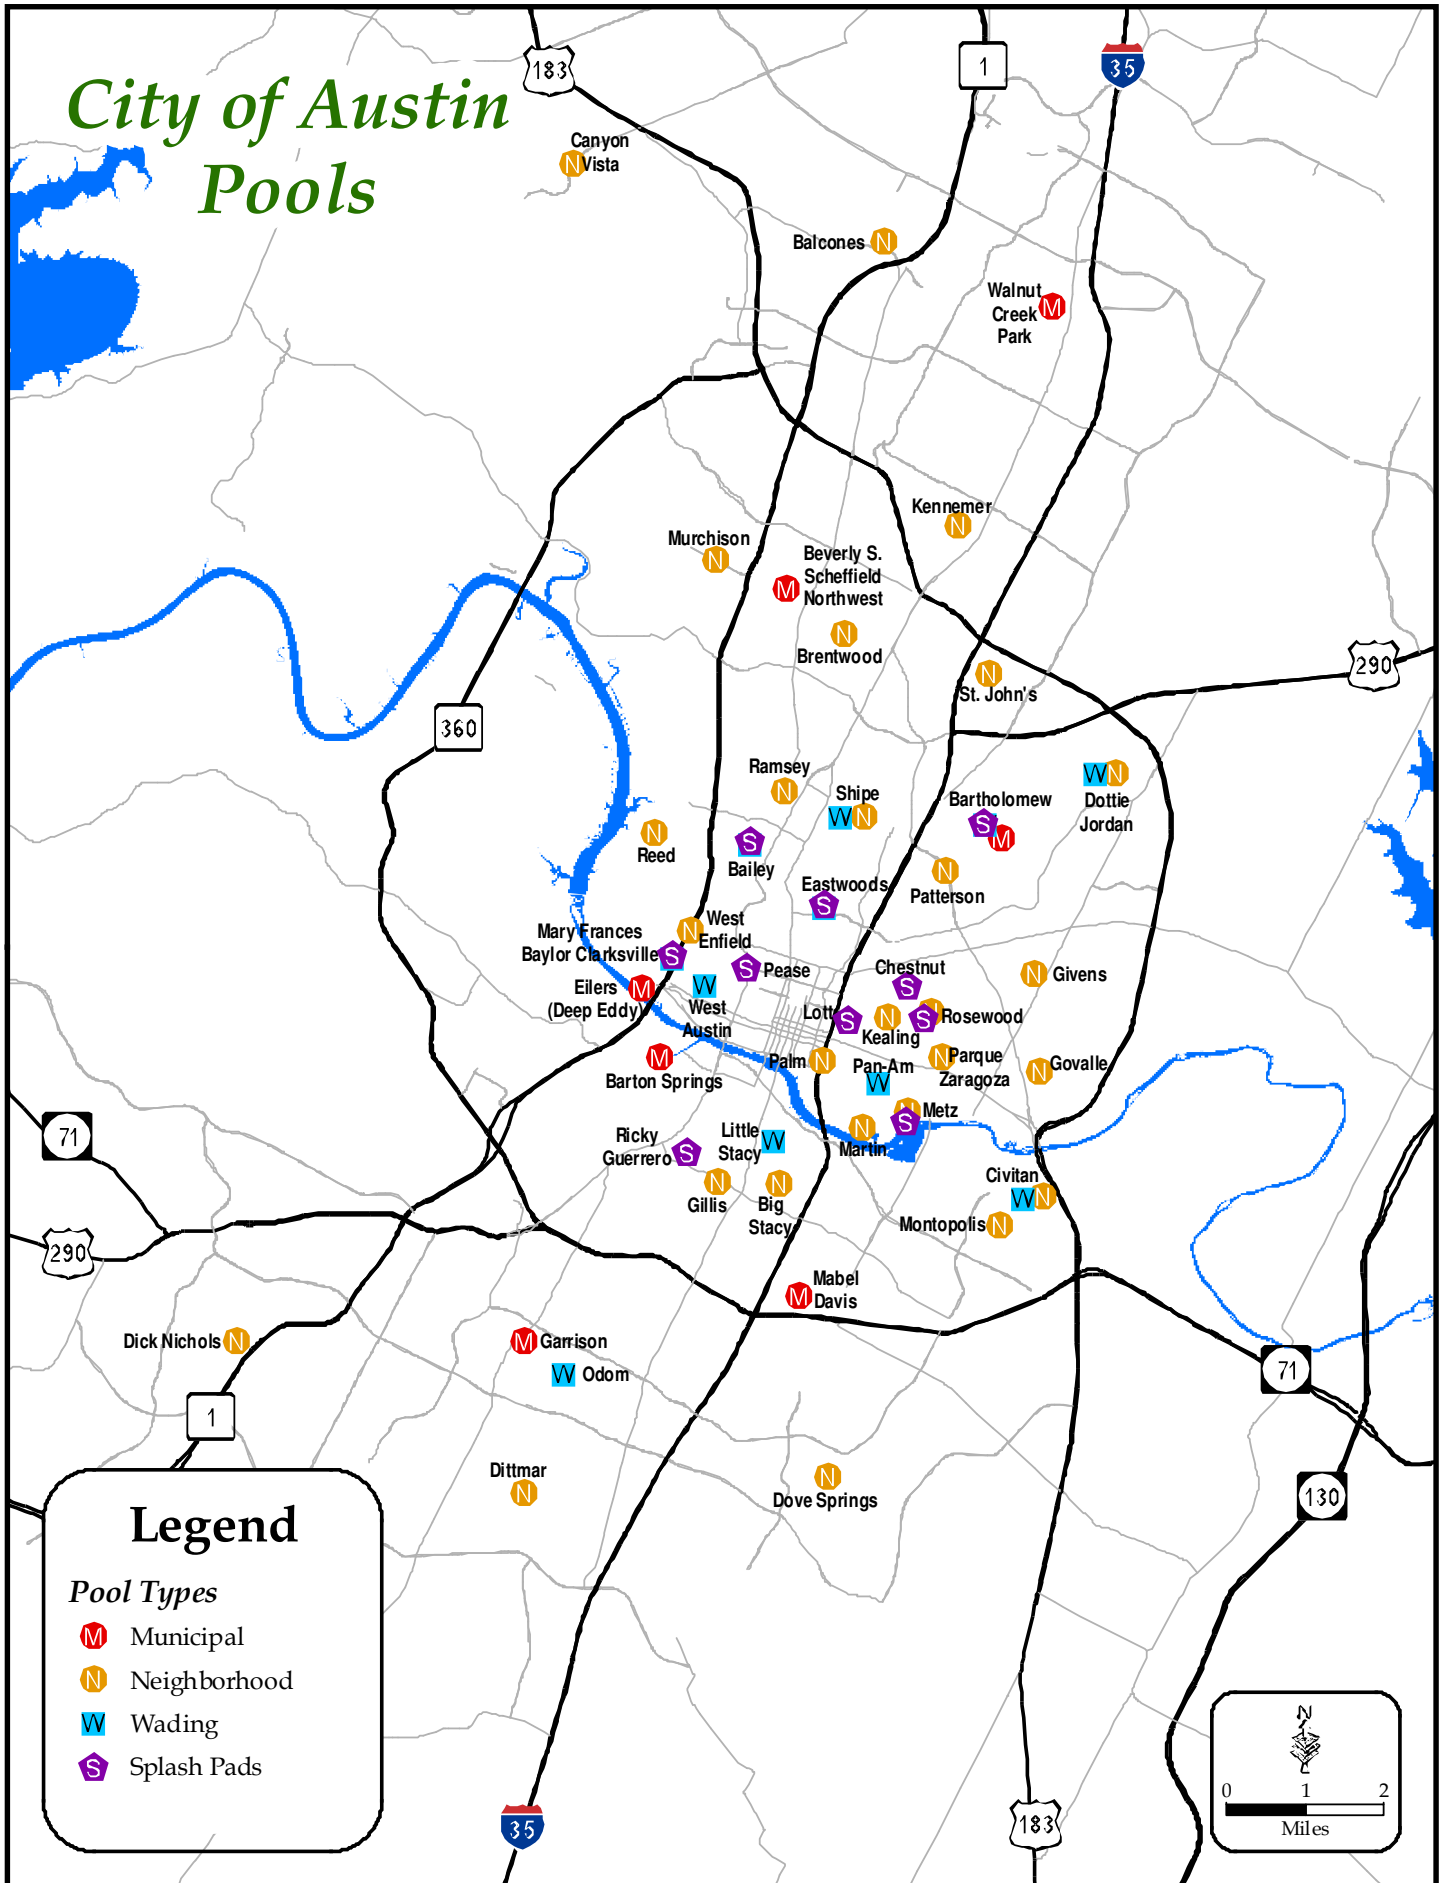 City of Austin
Pools
183
1
35
Canyon
N Vista
Balcones N
Walnut
Creek M
Park
Kennemer
N
Murchison
N
Beverly S.
Scheffield
M Northwest
N
Brentwood
290
N
St. John's
360
Ramsey
N
Shipe
W N
W N
Dottie
Jordan
Bartholomew
S
M
N
Reed
S
Bailey
N
Patterson
Eastwoods
S
West
N Enfield
Mary Frances
Baylor Clarksville S
S Pease
Chestnut
S
N Givens
Eilers M
(Deep Eddy)
W
West
Austin
Lott S
N
Kealing
N
S Rosewood
M
Barton Springs
Palm N
Pan-Am
W
N Parque
Zaragoza
N Govalle
N Metz
S
N
Martin
71
Ricky
Guerrero S
Little
Stacy W
N
Gillis
N
Big
Stacy
Civitan
W N
Montopolis N
290
Mabel
M Davis
Dick Nichols N
M Garrison
W Odom
71
1
Dittmar
N
N
Dove Springs
130
Legend
Pool Types
M Municipal
N Neighborhood
W Wading
S Splash Pads
35
183
N
0 1 2
Miles